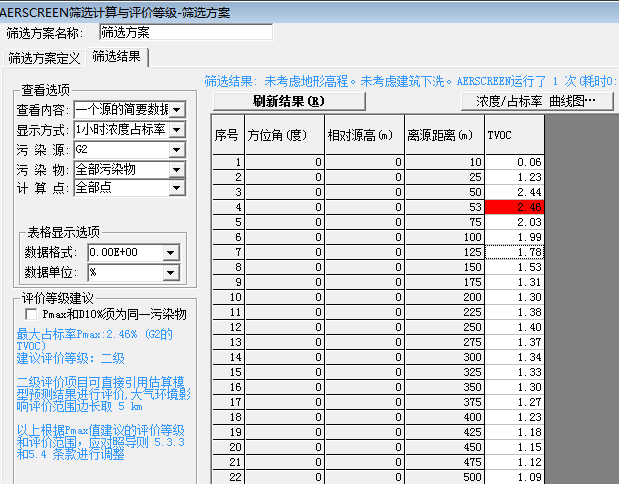 AERSCREEN筛选计算与评价等级-筛选方案
筛选方案名称: 筛选方案
筛选方案定义 筛选结果
查看选项
查看内容: 一个源的简要数据
显示方式: 1小时浓度占标率
污 染 源: G2
污 染 物: 全部污染物
计 算 点: 全部点
表格显示选项
数据格式: 0.00E+00
数据单位: %
评价等级建议
Pmax和D10%须为同一污染物
最大占标率Pmax:2.46% (G2的
TVOC)
建议评价等级: 二级
二级评价项目可直接引用估算模
型预测结果进行评价,大气环境影
响评价范围边长取 5 km
以上根据Pmax值建议的评价等级
和评价范围, 应对照导则 5.3.3
和5.4 条款进行调整
筛选结果: 未考虑地形高程。未考虑建筑下洗。AERSCREEN运行了 1 次(耗时0:
刷新结果(R) 浓度/占标率 曲线图…
序号 方位角(度) 相对源高(m) 离源距离(m) TVOC
1 0 0 10 0.06
2 0 0 25 1.23
3 0 0 50 2.44
4 0 0 53 2.46
5 0 0 75 2.03
6 0 0 100 1.99
7 0 0 125 1.78
8 0 0 150 1.53
9 0 0 175 1.31
10 0 0 200 1.30
11 0 0 225 1.38
12 0 0 250 1.40
13 0 0 275 1.37
14 0 0 300 1.34
15 0 0 325 1.33
16 0 0 350 1.30
17 0 0 375 1.27
18 0 0 400 1.23
19 0 0 425 1.18
20 0 0 450 1.15
21 0 0 475 1.12
22 0 0 500 1.09